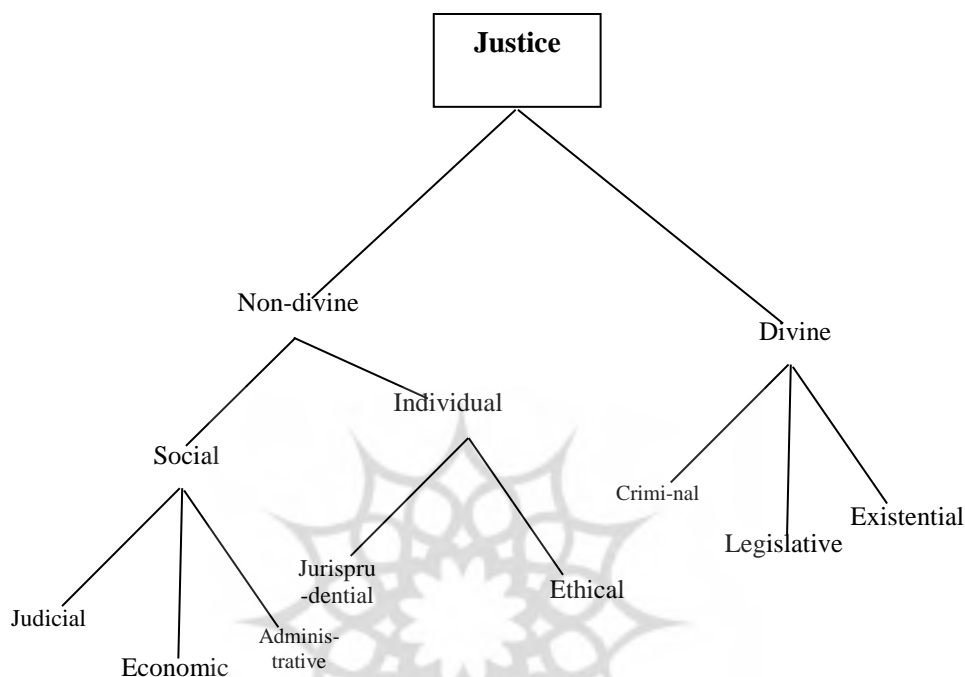 Justice
Non-divine
Divine
Individual
Social
Crimi-nal
Existential
Legislative
Jurispru
-dential
Ethical
Judicial
Adminis-
trative
Economic